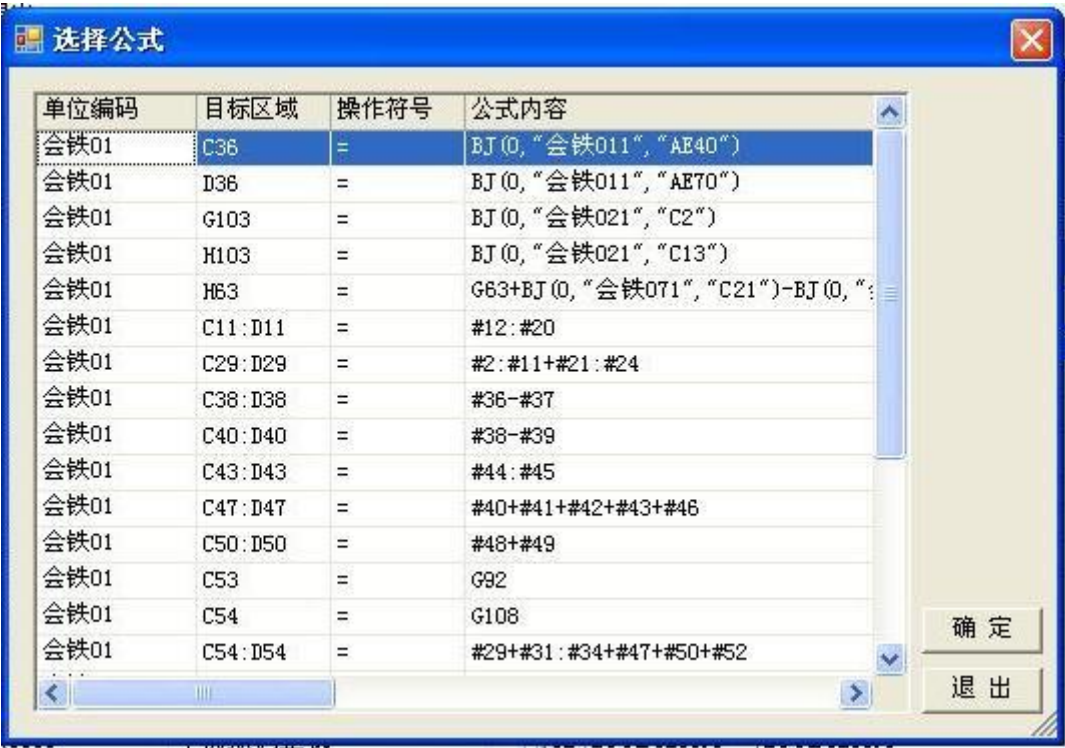 选择公式
单位编码 目标区域 操作符号 公式内容
会铁01 C36 = BJ(0,"会铁011","AE40")
会铁01 D36 = BJ(0,"会铁011","AE70")
会铁01 G103 = BJ(0,"会铁021","C2")
会铁01 H103 = BJ(0,"会铁021","C13")
会铁01 H63 = G63+BJ(0,"会铁071","C21")-BJ(0,"
会铁01 C11:D11 = #12:#20
会铁01 C29:D29 = #2:#11+#21:#24
会铁01 C38:D38 = #36-#37
会铁01 C40:D40 = #38-#39
会铁01 C43:D43 = #44:#45
会铁01 C47:D47 = #40+#41+#42+#43+#46
会铁01 C50:D50 = #48+#49
会铁01 C53 = G92
会铁01 C54 = G108
会铁01 C54:D54 = #29+#31:#34+#47+#50+#52
确 定
退 出